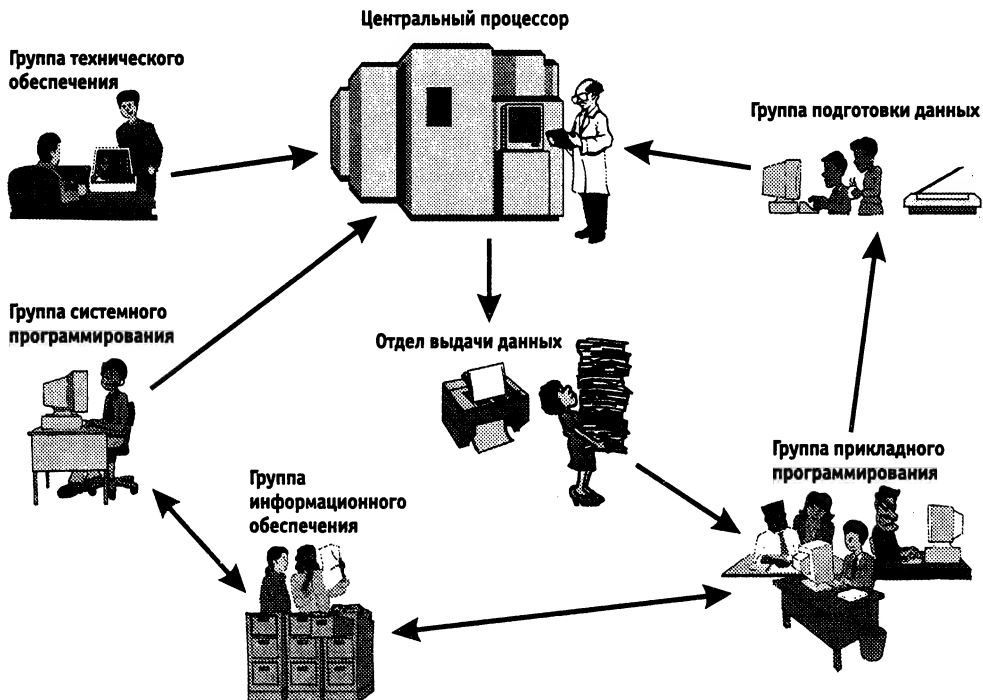 Центральный процессор
Группа технического
обеспечения
Группа подготовки данных
Группа системного
программирования
Отдел выдачи данных
Группа прикладного
программирования
Группа
информационного
обеспечения